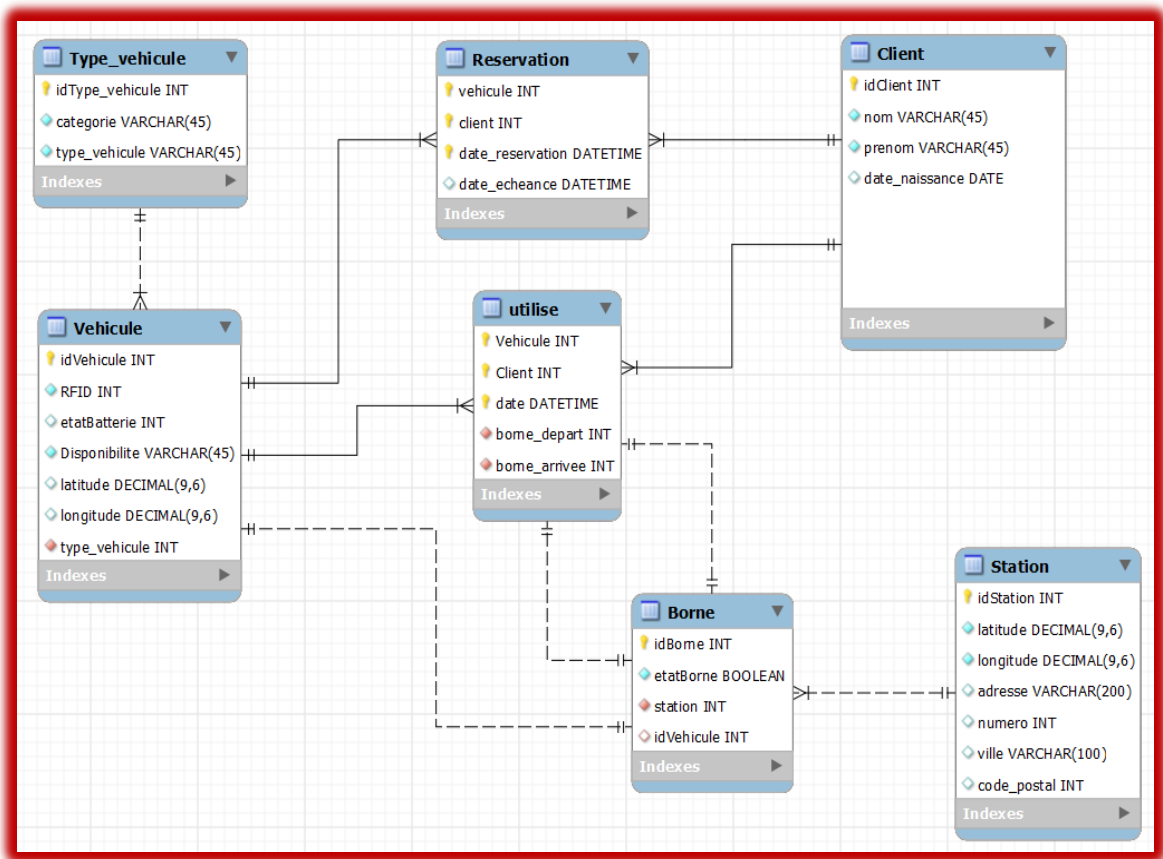 Type_vehicule
idType_vehicule INT
categorie VARCHAR(45)
type_vehicule VARCHAR(45)
Indexes
Reservation
vehicule INT
client INT
date_reservation DATETIME
date_echeance DATETIME
Indexes
Client
idClient INT
nom VARCHAR(45)
prenom VARCHAR(45)
date_naissance DATE
Indexes
Vehicule
idVehicule INT
RFID INT
etatBatterie INT
Disponibilite VARCHAR(45)
latitude DECIMAL(9,6)
longitude DECIMAL(9,6)
type_vehicule INT
Indexes
utilise
Vehicule INT
Client INT
date DATETIME
borne_depart INT
borne_arrivee INT
Indexes
Borne
idBorne INT
etatBorne BOOLEAN
station INT
idVehicule INT
Indexes
Station
idStation INT
latitude DECIMAL(9,6)
longitude DECIMAL(9,6)
adresse VARCHAR(200)
numero INT
ville VARCHAR(100)
code_postal INT
Indexes